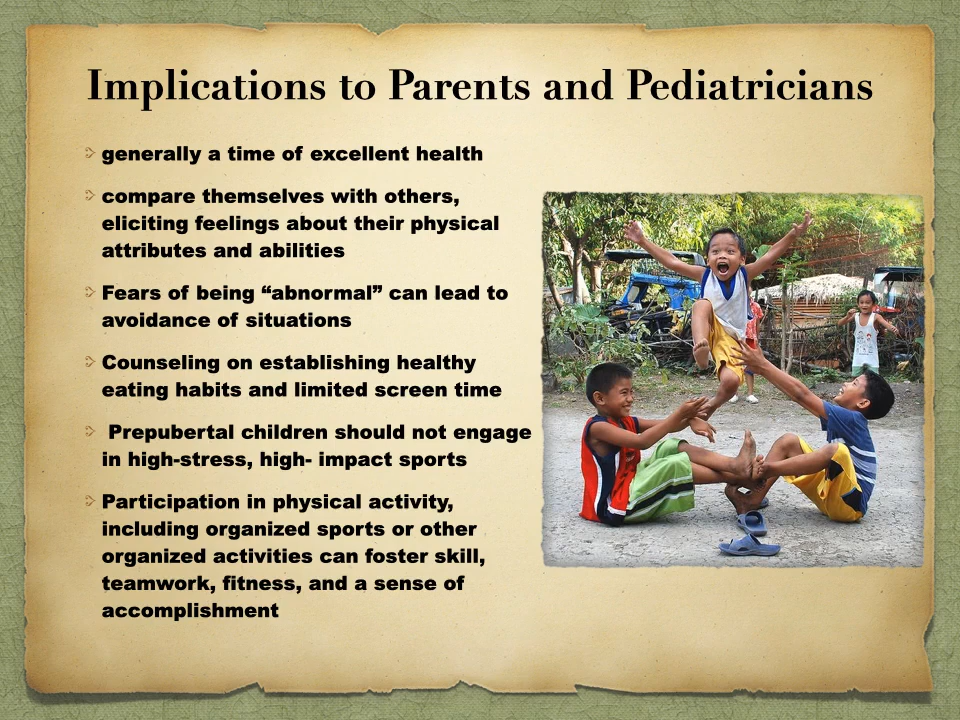 Implications to Parents and Pediatricians
generally a time of excellent health
compare themselves with others,
eliciting feelings about their physical
attributes and abilities
Fears of being “abnormal” can lead to
avoidance of situations
Counseling on establishing healthy
eating habits and limited screen time
Prepubertal children should not engage
in high-stress, high- impact sports
Participation in physical activity,
including organized sports or other
organized activities can foster skill,
teamwork, fitness, and a sense of
accomplishment